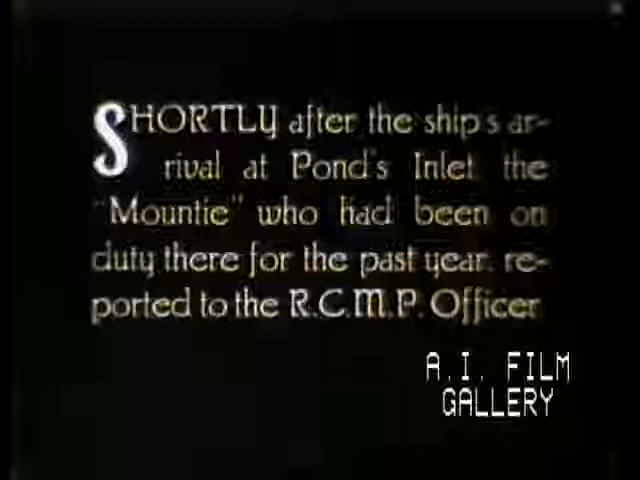 SHORTLY after the ship's ar-
rival at Pond's Inlet the
"Mountie" who had been on
duty there for the past year, re-
ported to the R.C.M.P. Officer
A.I. FILM
GALLERY